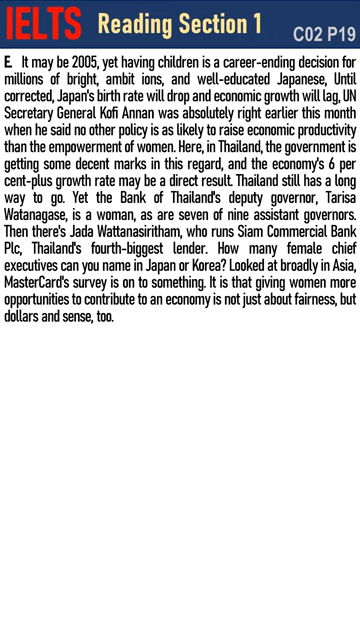 IELTS Reading Section 1 C02 P19
E. It may be 2005, yet having children is a career-ending decision for
millions of bright, ambit ions, and well-educated Japanese, Until
corrected, Japan's birth rate will drop and economic growth will lag, UN
Secretary General Kofi Annan was absolutely right earlier this month
when he said no other policy is as likely to raise economic productivity
than the empowerment of women. Here, in Thailand, the government is
getting some decent marks in this regard, and the economy's 6 per
cent-plus growth rate may be a direct result. Thailand still has a long
way to go. Yet the Bank of Thailand's deputy governor, Tarisa
Watanagase, is a woman, as are seven of nine assistant governors.
Then there's Jada Wattanasiritham, who runs Siam Commercial Bank
Plc, Thailand's fourth-biggest lender. How many female chief
executives can you name in Japan or Korea? Looked at broadly in Asia,
MasterCard's survey is on to something. It is that giving women more
opportunities to contribute to an economy is not just about fairness, but
dollars and sense, too.